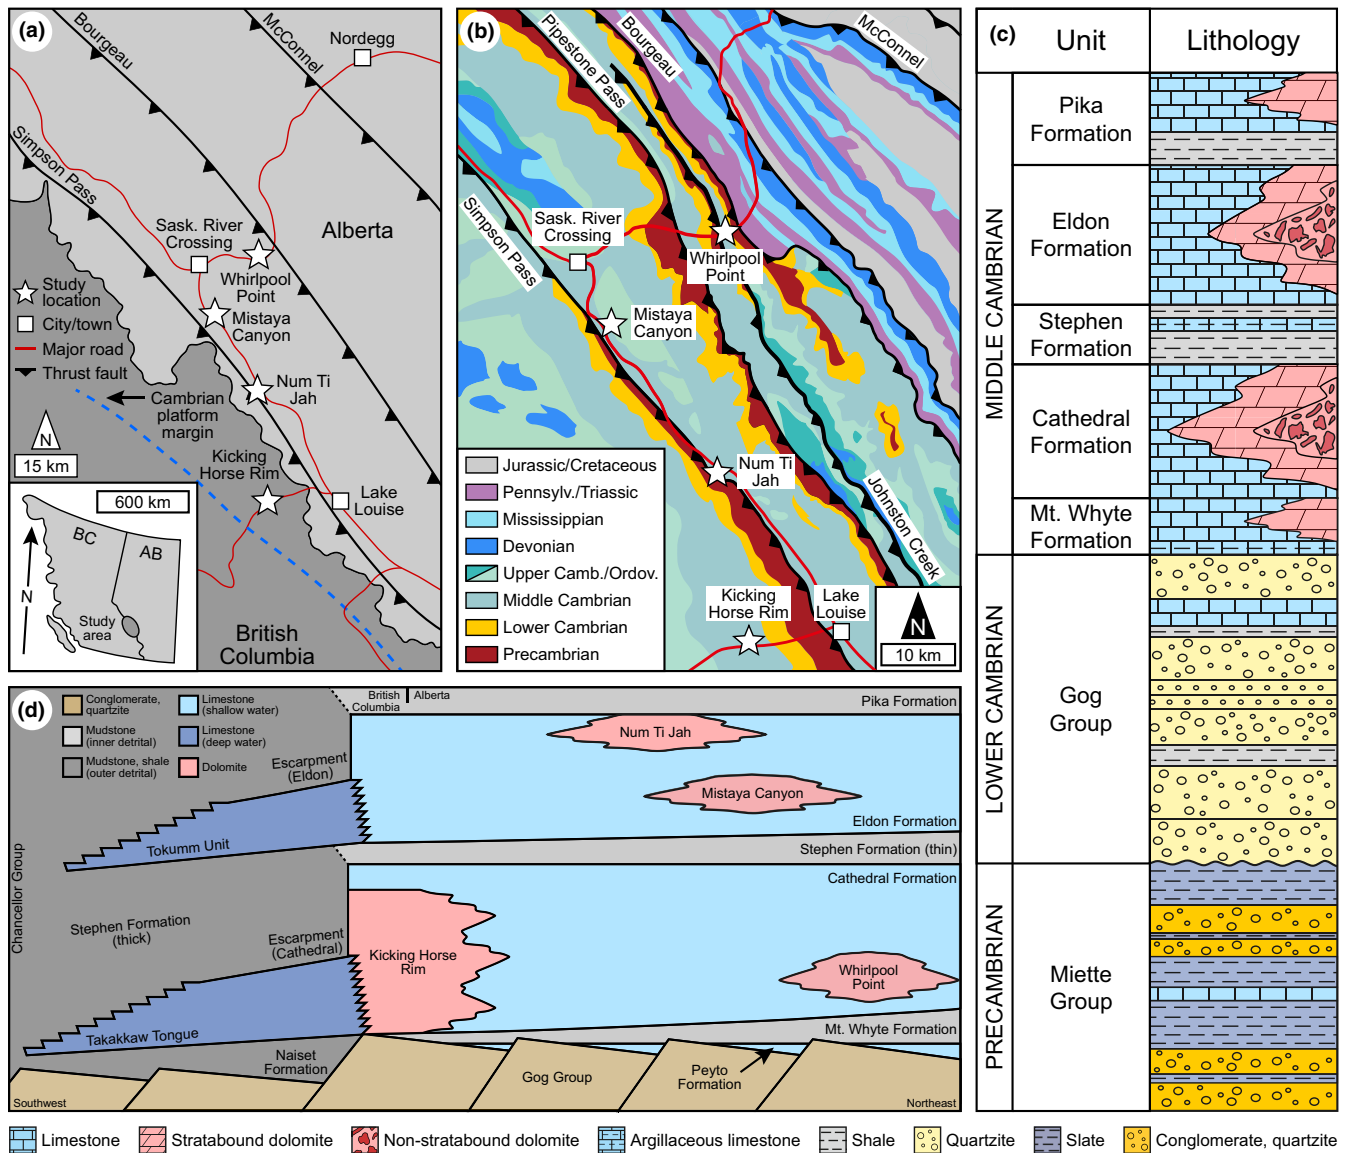 (a)
Bourgeau
McConnell
Nordegg
Simpson Pass
Sask. River
Crossing
Alberta
Whirlpool
Point
Mistaya
Canyon
Study
location
City/town
Major road
Thrust fault
Num Ti
Jah
Cambrian
platform
margin
N
15 km
Kicking
Horse Rim
Lake
Louise
600 km
BC
AB
N
Study
area
British
Columbia
(b)
Pipestone Pass
Bourgeau
McConnel
Simpson Pass
Sask. River
Crossing
Whirlpool
Point
Mistaya
Canyon
Num Ti
Jah
Johnston Creek
Kicking
Horse Rim
Lake
Louise
N
10 km
Jurassic/Cretaceous
Pennsylv./Triassic
Mississippian
Devonian
Upper Camb./Ordov.
Middle Cambrian
Lower Cambrian
Precambrian
(c)
Unit
Lithology
MIDDLE CAMBRIAN
Pika
Formation
Eldon
Formation
Stephen
Formation
Cathedral
Formation
Mt. Whyte
Formation
LOWER CAMBRIAN
Gog
Group
PRECAMBRIAN
Miette
Group
(d)
Conglomerate,
quartzite
Mudstone
(inner detrital)
Mudstone, shale
(outer detrital)
Limestone
(shallow water)
Limestone
(deep water)
Dolomite
British
Columbia
Alberta
Pika Formation
Num Ti Jah
Escarpment
(Eldon)
Mistaya Canyon
Eldon Formation
Tokumm Unit
Stephen Formation (thin)
Chancellor Group
Cathedral Formation
Stephen Formation
(thick)
Escarpment
(Cathedral)
Kicking Horse
Rim
Whirlpool
Point
Takakkaw Tongue
Mt. Whyte Formation
Naiset
Formation
Gog Group
Peyto
Formation
Southwest
Northeast
Limestone
Stratabound dolomite
Non-stratabound dolomite
Argillaceous limestone
Shale
Quartzite
Slate
Conglomerate, quartzite